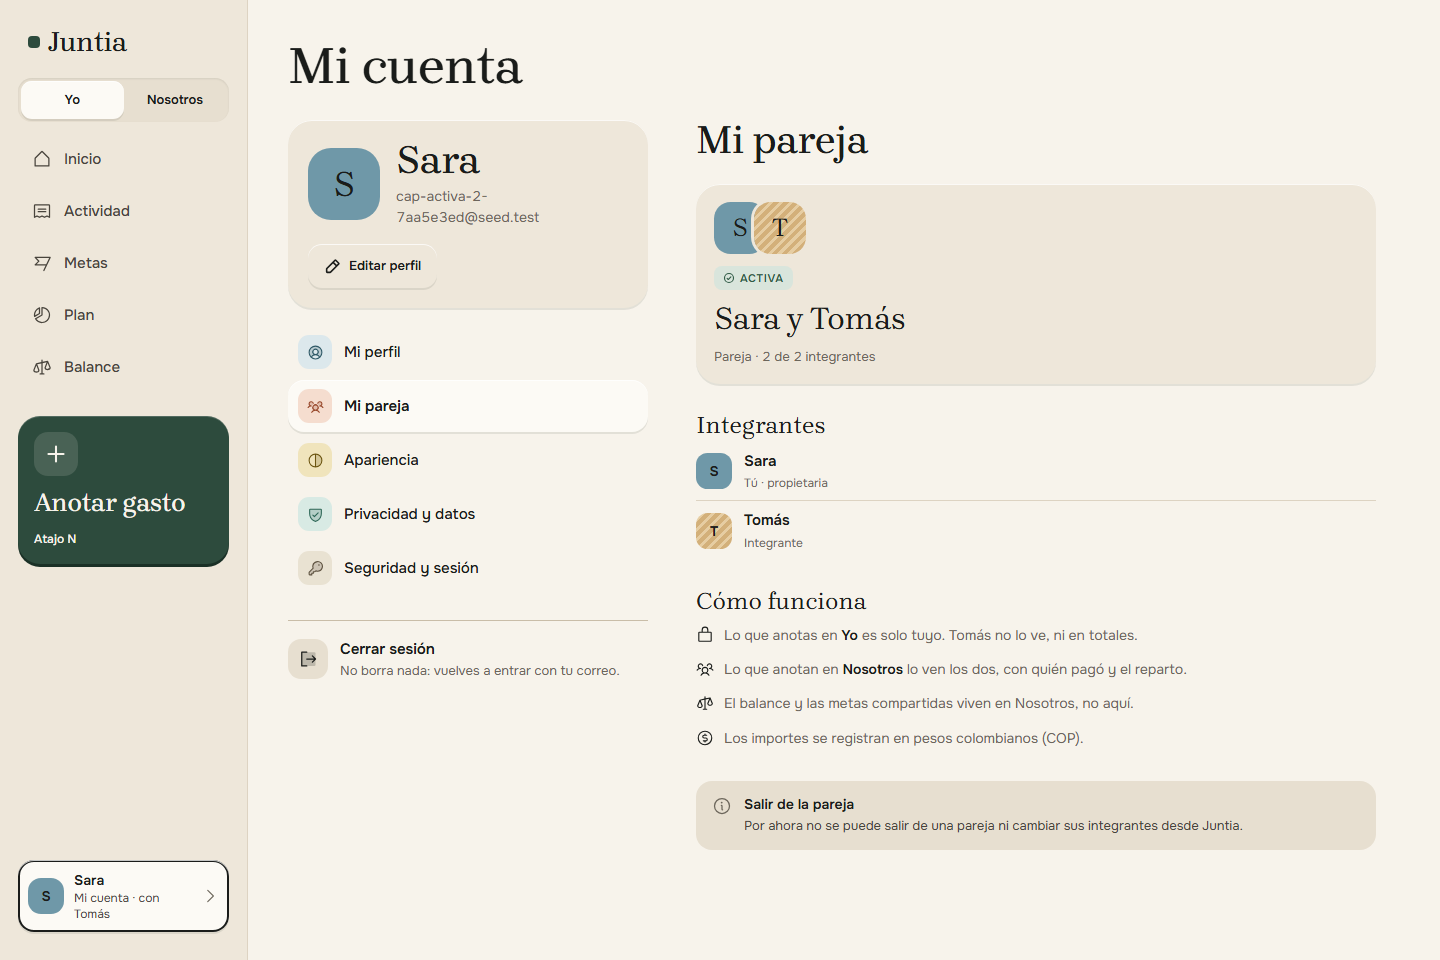 Juntia
Yo
Nosotros
Inicio
Actividad
Metas
Plan
Balance
Anotar gasto
Atajo N
S
Sara
Mi cuenta · con
Tomás
Mi cuenta
S
Sara
cap-activa-2-
7aa5e3ed@seed.test
Editar perfil
Mi perfil
Mi pareja
Apariencia
Privacidad y datos
Seguridad y sesión
Cerrar sesión
No borra nada: vuelves a entrar con tu correo.
Mi pareja
S T
ACTIVA
Sara y Tomás
Pareja · 2 de 2 integrantes
Integrantes
S
Sara
Tú · propietaria
T
Tomás
Integrante
Cómo funciona
Lo que anotas en Yo es solo tuyo. Tomás no lo ve, ni en totales.
Lo que anotan en Nosotros lo ven los dos, con quién pagó y el reparto.
El balance y las metas compartidas viven en Nosotros, no aquí.
Los importes se registran en pesos colombianos (COP).
Salir de la pareja
Por ahora no se puede salir de una pareja ni cambiar sus integrantes desde Juntia.